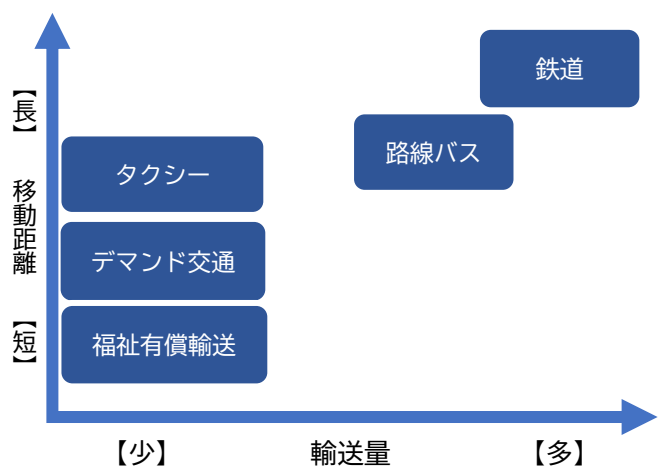 鉄道
路線バス
タクシー
デマンド交通
福祉有償輸送
【長】
移動距離
【短】
【少】
輸送量
【多】